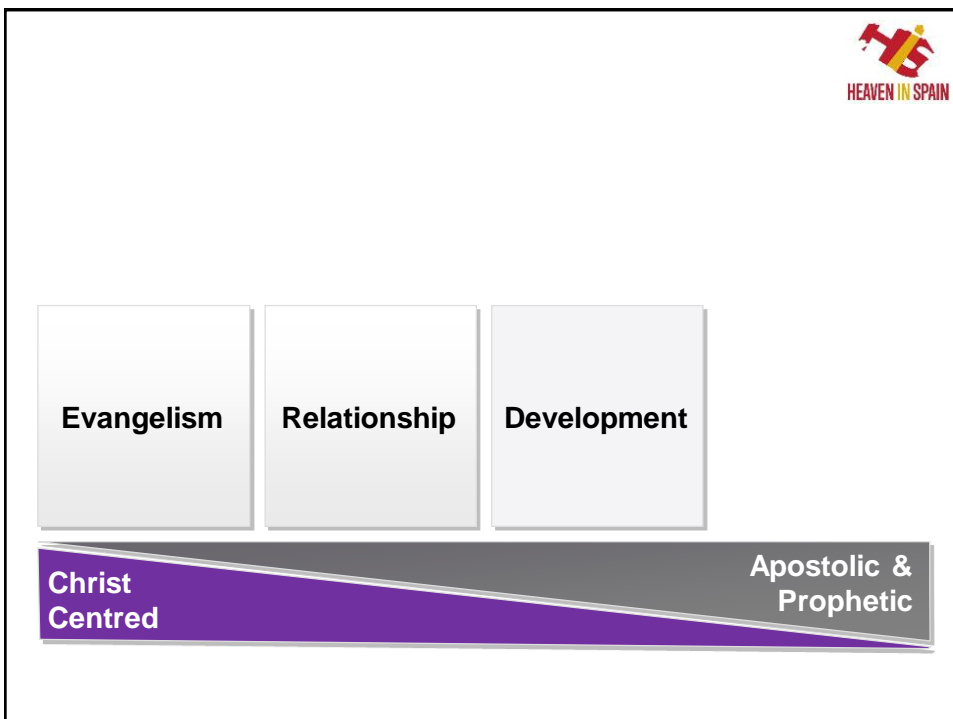 HEAVEN IN SPAIN
Evangelism
Relationship
Development
Christ
Centred
Apostolic &
Prophetic